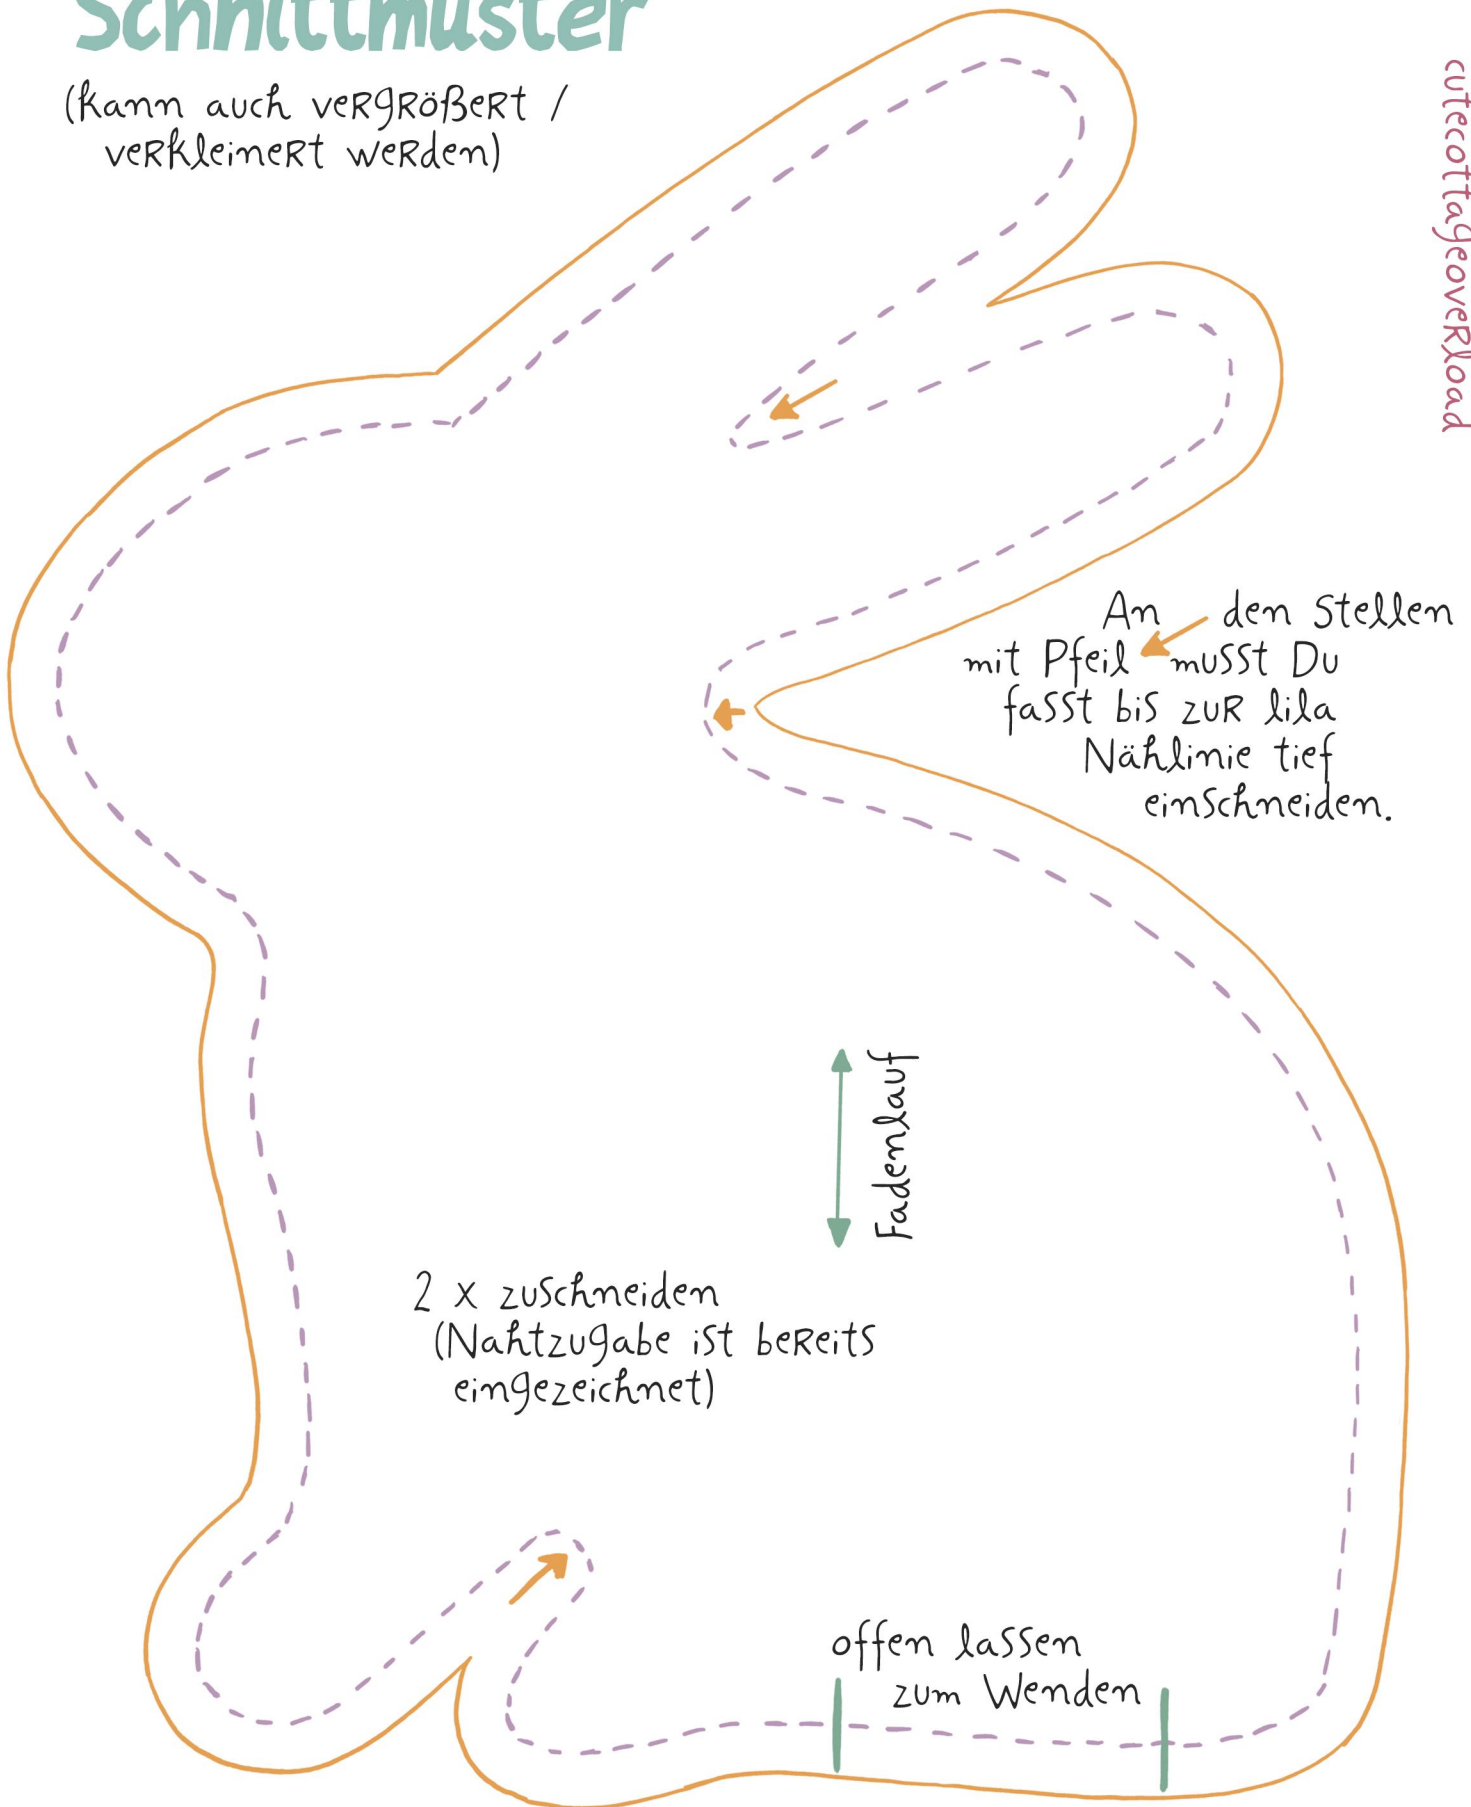 Schnittmuster
(kann auch vergrößert /
verkleinert werden)
cutecottageoverload
An den Stellen
mit Pfeil musst Du
fasst bis zur lila
Nählinie tief
einschneiden.
Fadenlauf
2 x zuschneiden
(Nahtzugabe ist bereits
eingezeichnet)
offen lassen
zum Wenden